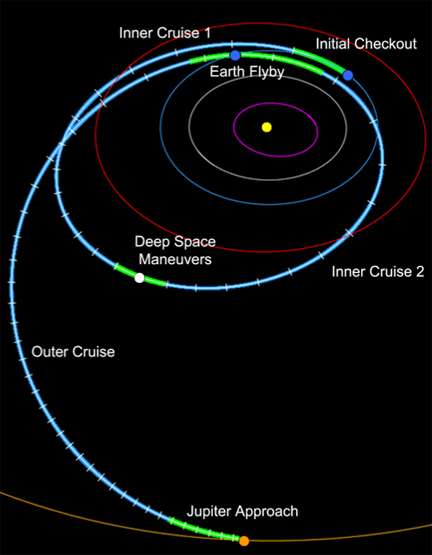 Inner Cruise 1
Initial Checkout
Earth Flyby
Deep Space
Maneuvers
Inner Cruise 2
Outer Cruise
Jupiter Approach